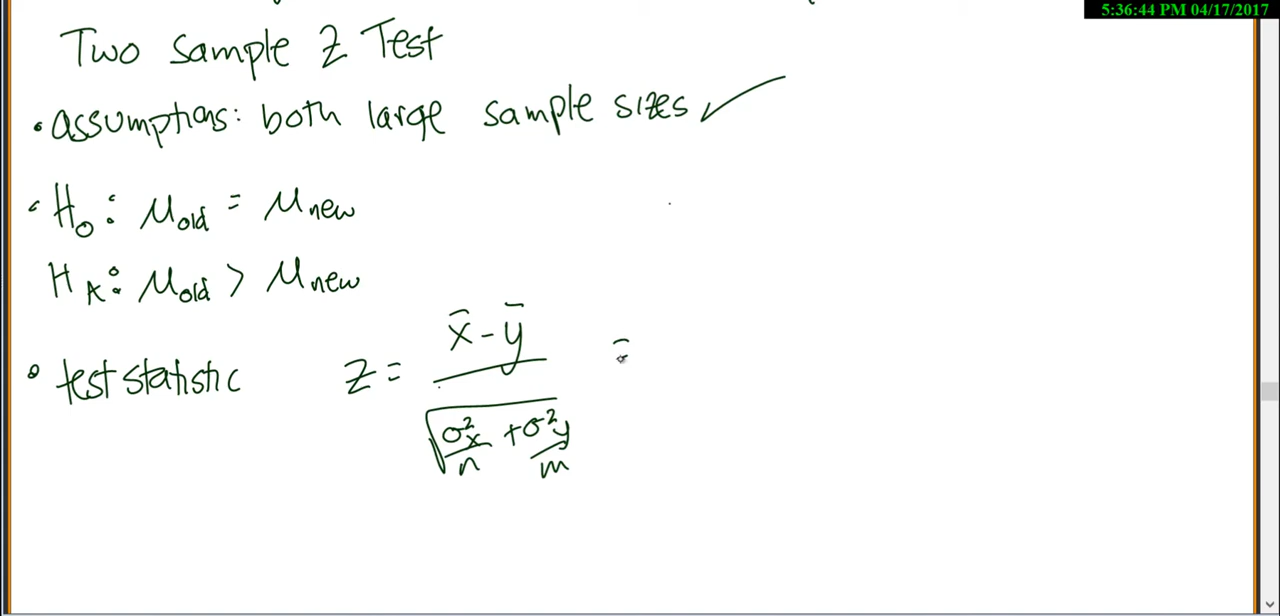 5:36:44 PM 04/17/2017
Two Sample Z Test
• assumptions: both large sample sizes ✓
• H₀: μold = μnew
HA: μold > μnew
• test statistic Z = (x̄ - ȳ) / √(σ²x/n + σ²y/m) =